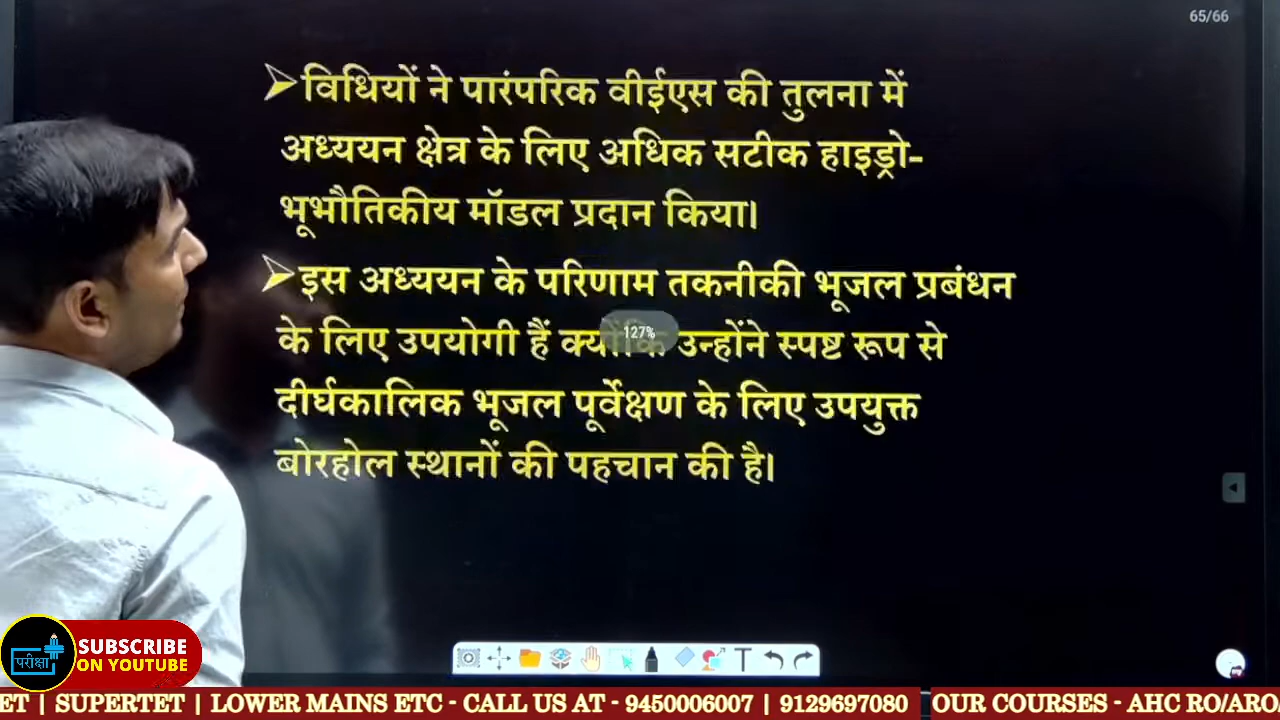 65/66
➢विधियों ने पारंपरिक वीईएस की तुलना में
अध्ययन क्षेत्र के लिए अधिक सटीक हाइड्रो-
भूभौतिकीय मॉडल प्रदान किया।
➢इस अध्ययन के परिणाम तकनीकी भूजल प्रबंधन
के लिए उपयोगी हैं क्योंकि उन्होंने स्पष्ट रूप से
127%
दीर्घकालिक भूजल पूर्वेक्षण के लिए उपयुक्त
बोरहोल स्थानों की पहचान की है।
परीक्षा
SUBSCRIBE
ON YOUTUBE
ET | SUPERTET | LOWER MAINS ETC - CALL US AT - 9450006007 | 9129697080 | OUR COURSES - AHC RO/ARO